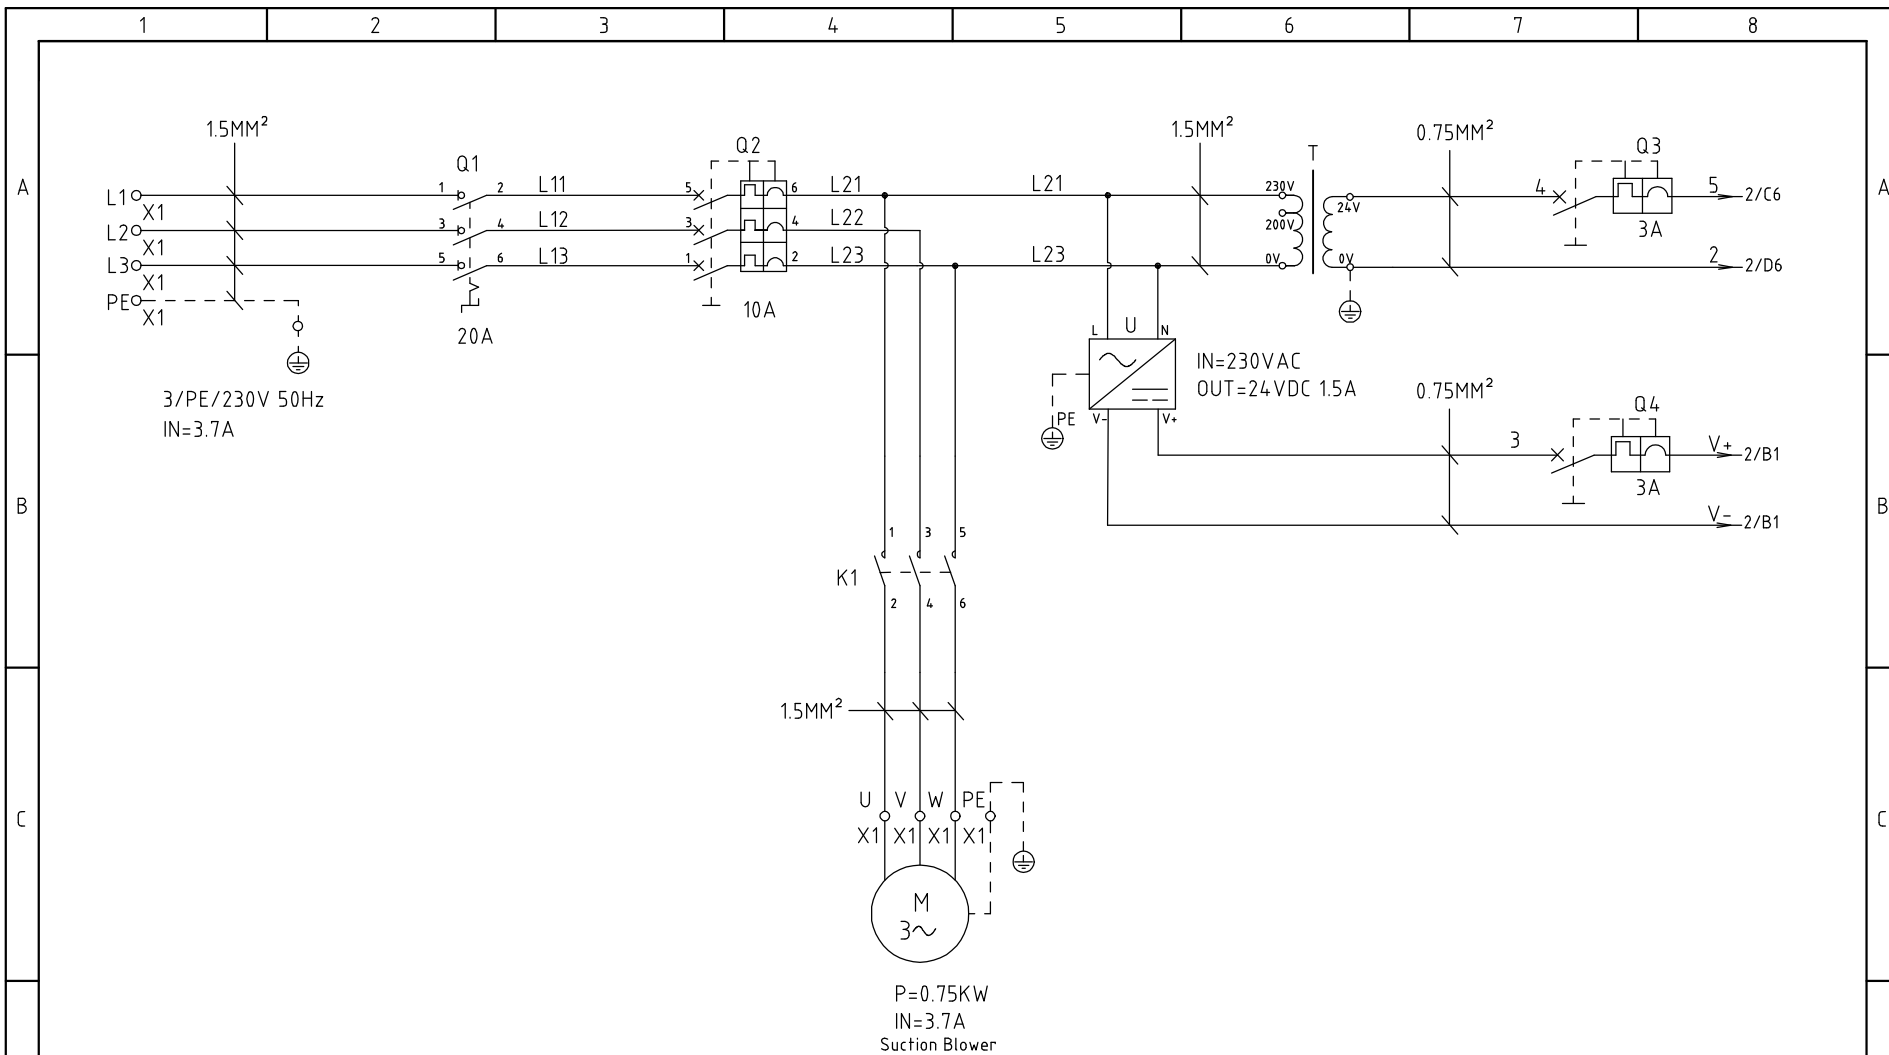 1 2 3 4 5 6 7 8
A A
1.5MM²
Q1
Q2
1.5MM²
T
0.75MM²
Q3
L1 X1 1 2 L11 5 6 L21 L21 230V 24V 4 5 2/C6
L2 X1 3 4 L12 3 4 L22 200V
L3 X1 5 6 L13 1 2 L23 L23 0V 0V 2 2/D6
3A
PE X1
20A
10A
L U N
IN=230VAC
OUT=24VDC 1.5A
PE V- V+
3/PE/230V 50Hz
IN=3.7A
0.75MM²
Q4
3 V+ 2/B1
3A
B B
V- 2/B1
1 3 5
K1
2 4 6
1.5MM²
U V W PE
X1 X1 X1 X1
C C
M
3
P=0.75KW
IN=3.7A
Suction Blower